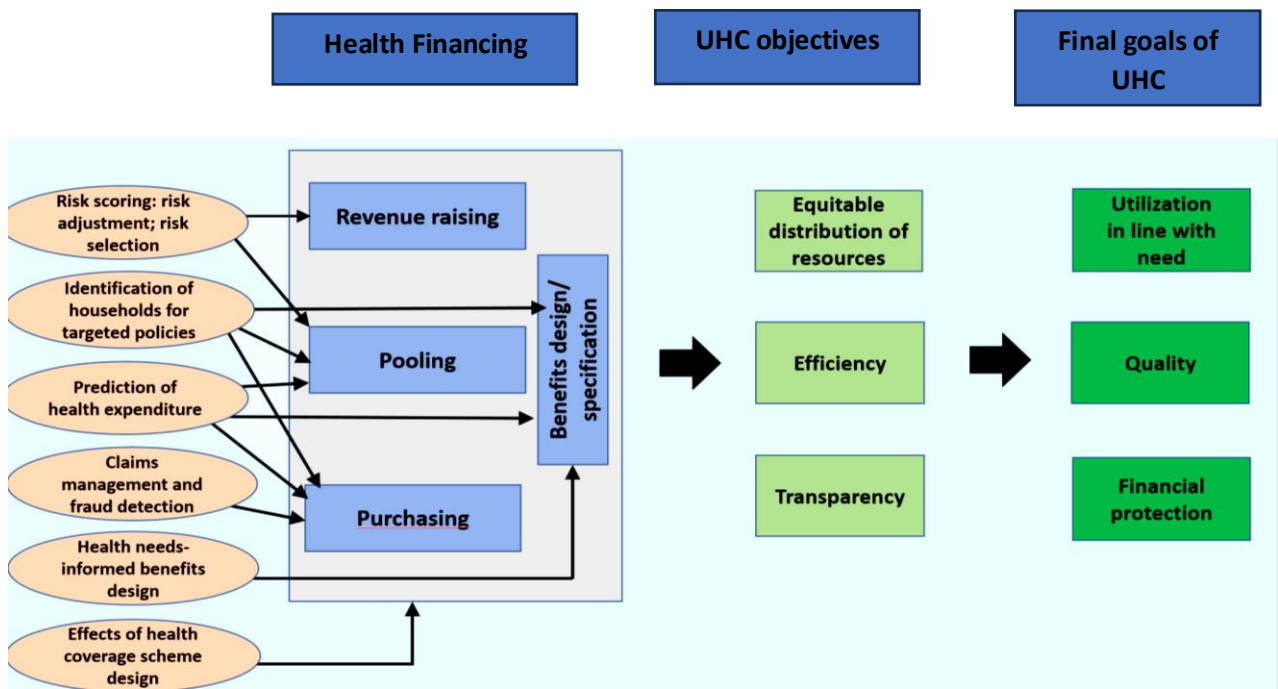 Health Financing
UHC objectives
Final goals of
UHC
Risk scoring: risk
adjustment; risk
selection
Identification of
households for
targeted policies
Prediction of
health expenditure
Claims
management and
fraud detection
Health needs-
informed benefits
design
Effects of health
coverage scheme
design
Revenue raising
Pooling
Purchasing
Benefits design/
specification
Equitable
distribution of
resources
Efficiency
Transparency
Utilization
in line with
need
Quality
Financial
protection